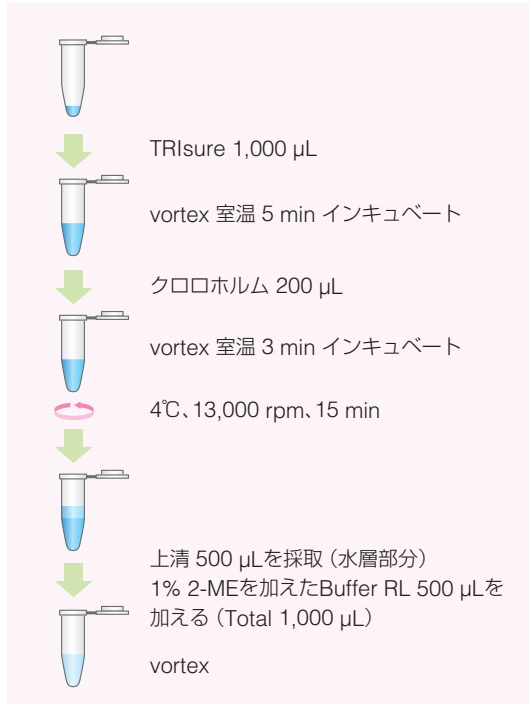 TRIsure 1,000 µL
vortex 室温 5 min インキュベート
クロロホルム 200 µL
vortex 室温 3 min インキュベート
4℃、13,000 rpm、15 min
上清 500 µLを採取（水層部分）
1% 2-MEを加えたBuffer RL 500 µLを
加える（Total 1,000 µL）
vortex